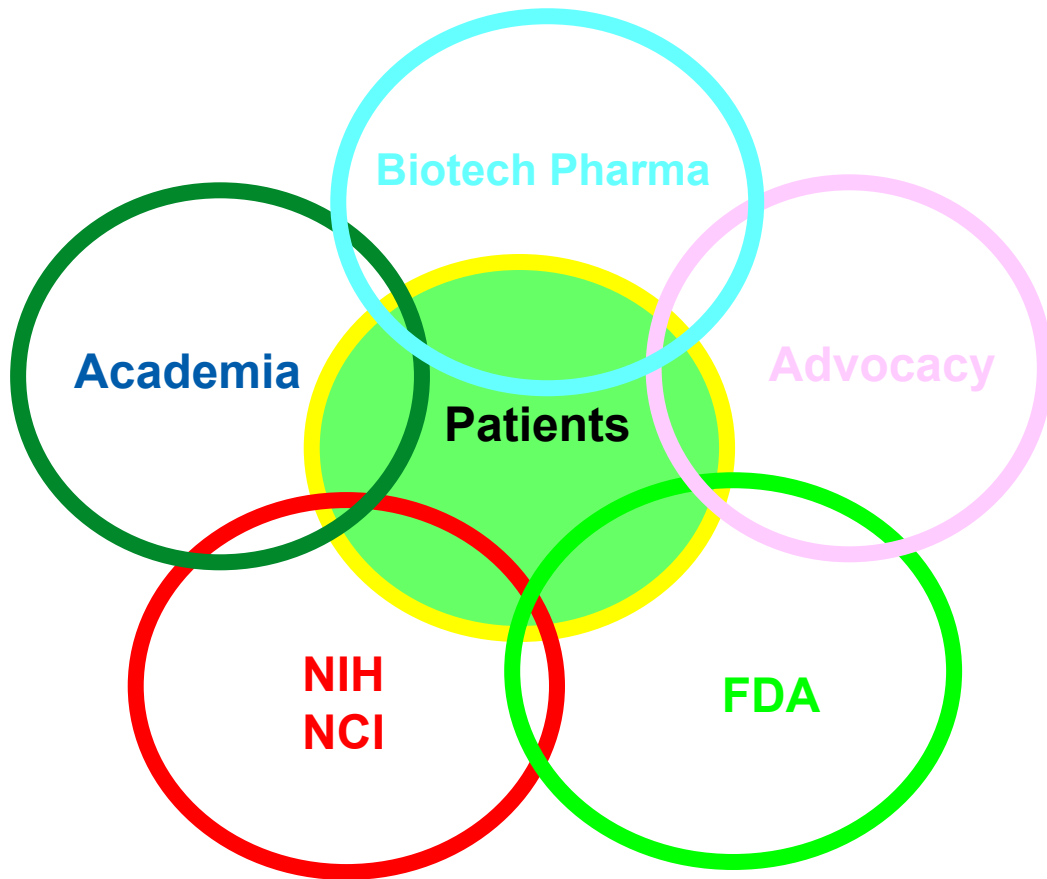 Biotech Pharma
Academia
Advocacy
Patients
NIH
NCI
FDA